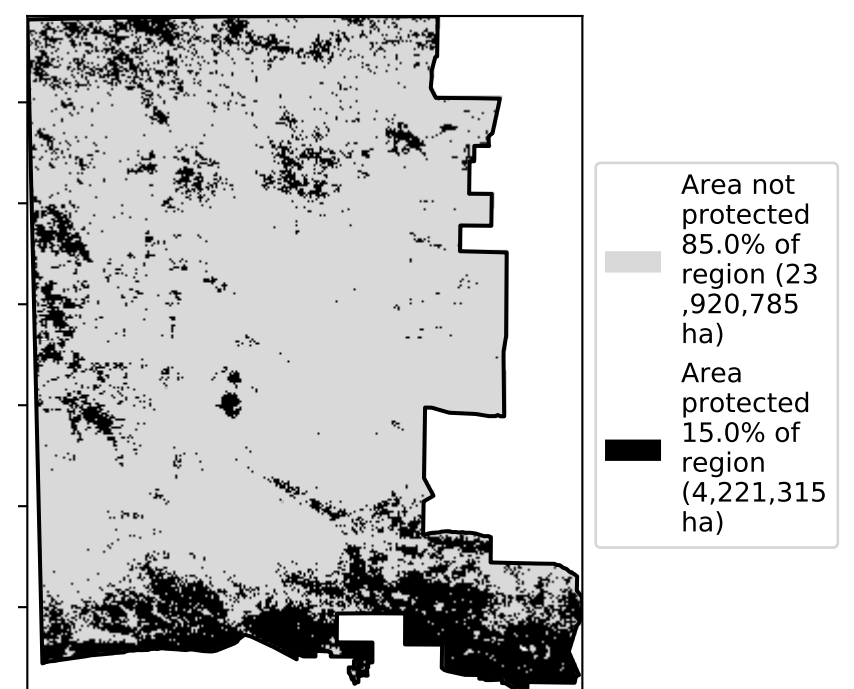 Area not
protected
85.0% of
region (23
,920,785
ha)
Area
protected
15.0% of
region
(4,221,315
ha)